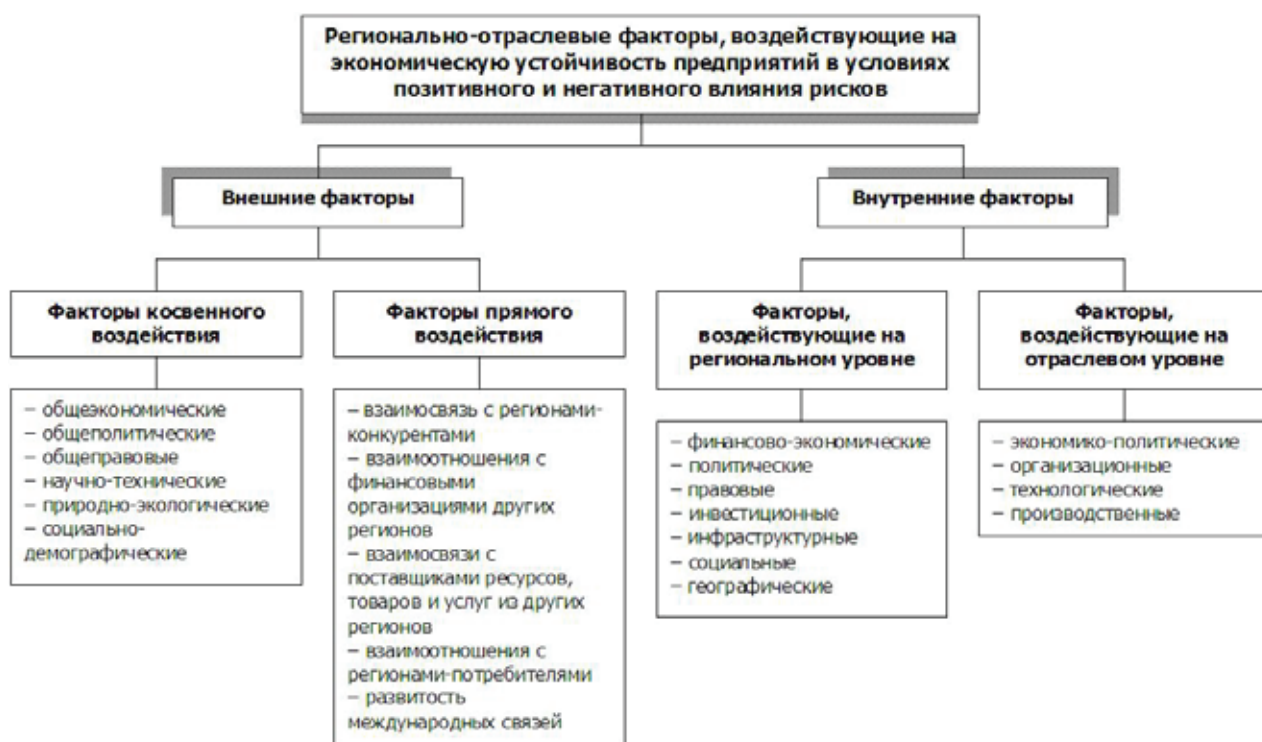 Регионально-отраслевые факторы, воздействующие на
экономическую устойчивость предприятий в условиях
позитивного и негативного влияния рисков
Внешние факторы
Внутренние факторы
Факторы косвенного
воздействия
Факторы прямого
воздействия
Факторы,
воздействующие на
региональном уровне
Факторы,
воздействующие на
отраслевом уровне
– общеэкономические
– общеполитические
– общеправовые
– научно-технические
– природно-экологические
– социально-
демографические
– взаимосвязь с регионами-
конкурентами
– взаимоотношения с
финансовыми
организациями других
регионов
– взаимосвязи с
поставщиками ресурсов,
товаров и услуг из других
регионов
– взаимоотношения с
регионами-потребителями
– развитость
международных связей
– финансово-экономические
– политические
– правовые
– инвестиционные
– инфраструктурные
– социальные
– географические
– экономико-политические
– организационные
– технологические
– производственные